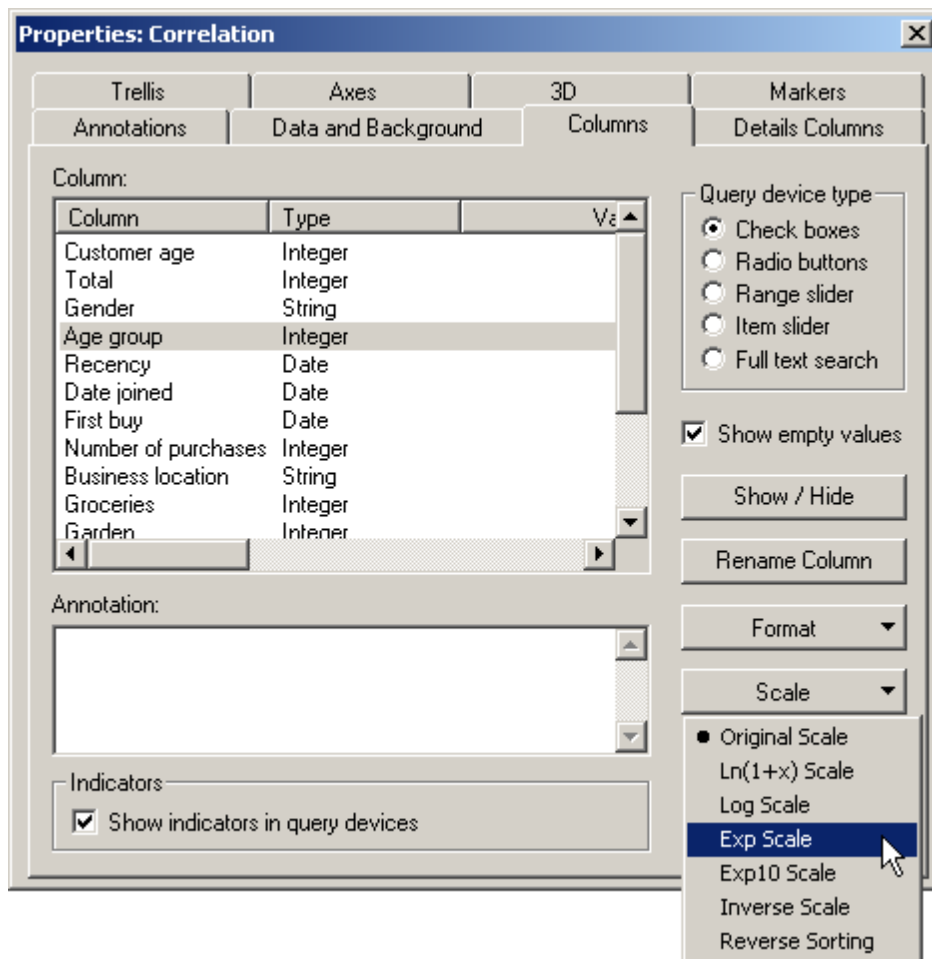 Properties: Correlation
Trellis Axes 3D Markers
Annotations Data and Background Columns Details Columns
Column:
Column Type Va
Customer age Integer
Total Integer
Gender String
Age group Integer
Recency Date
Date joined Date
First buy Date
Number of purchases Integer
Business location String
Groceries Integer
Garden Integer
Annotation:
Indicators
Show indicators in query devices
Query device type
Check boxes
Radio buttons
Range slider
Item slider
Full text search
Show empty values
Show / Hide
Rename Column
Format
Scale
Original Scale
Ln(1+x) Scale
Log Scale
Exp Scale
Exp10 Scale
Inverse Scale
Reverse Sorting